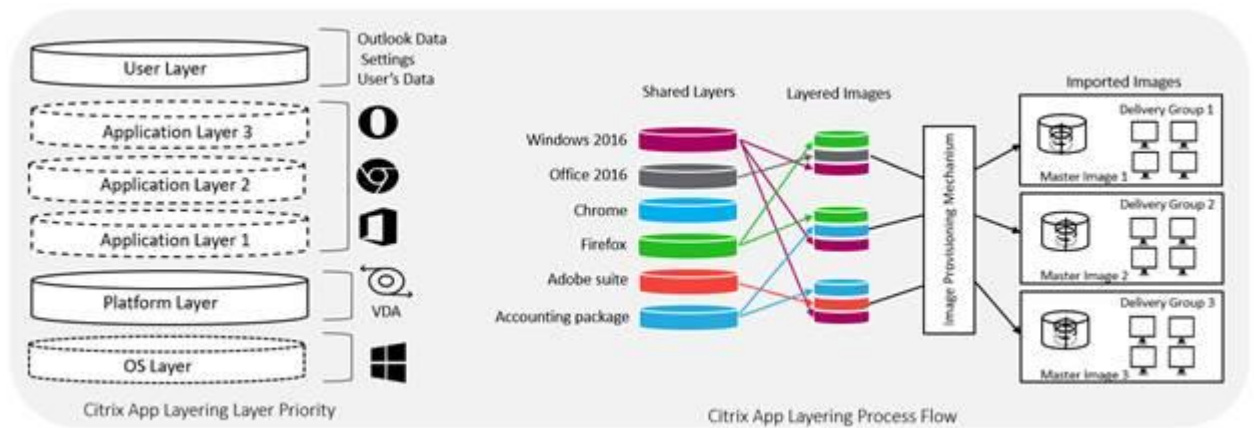 User Layer
Outlook Data
Settings
User's Data
Application Layer 3
Application Layer 2
Application Layer 1
Platform Layer
VDA
OS Layer
Citrix App Layering Layer Priority
Shared Layers
Layered Images
Windows 2016
Office 2016
Chrome
Firefox
Adobe suite
Accounting package
Image Provisioning Mechanism
Imported Images
Delivery Group 1
Master Image 1
Delivery Group 2
Master Image 2
Delivery Group 3
Master Image 3
Citrix App Layering Process Flow